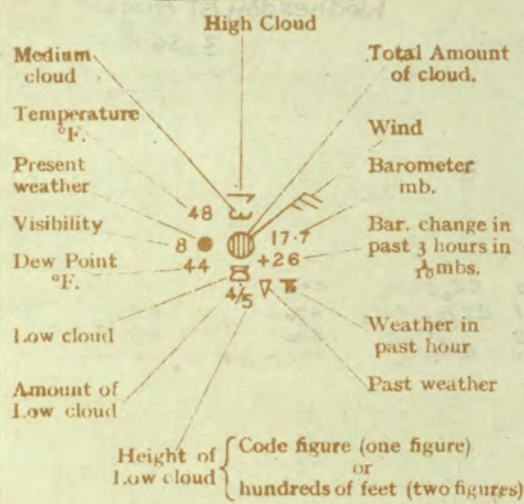 High Cloud
Medium
cloud
Total Amount
of cloud.
Temperature
°F.
Wind
Present
weather
Barometer
mb.
48
Visibility
8
17·7
Bar. change in
past 3 hours in
1/10 mbs.
+26
Dew Point
°F.
44
4/5
Low cloud
Weather in
past hour
Amount of
Low cloud
Past weather
Height of
Low cloud
Code figure (one figure)
or
hundreds of feet (two figures)